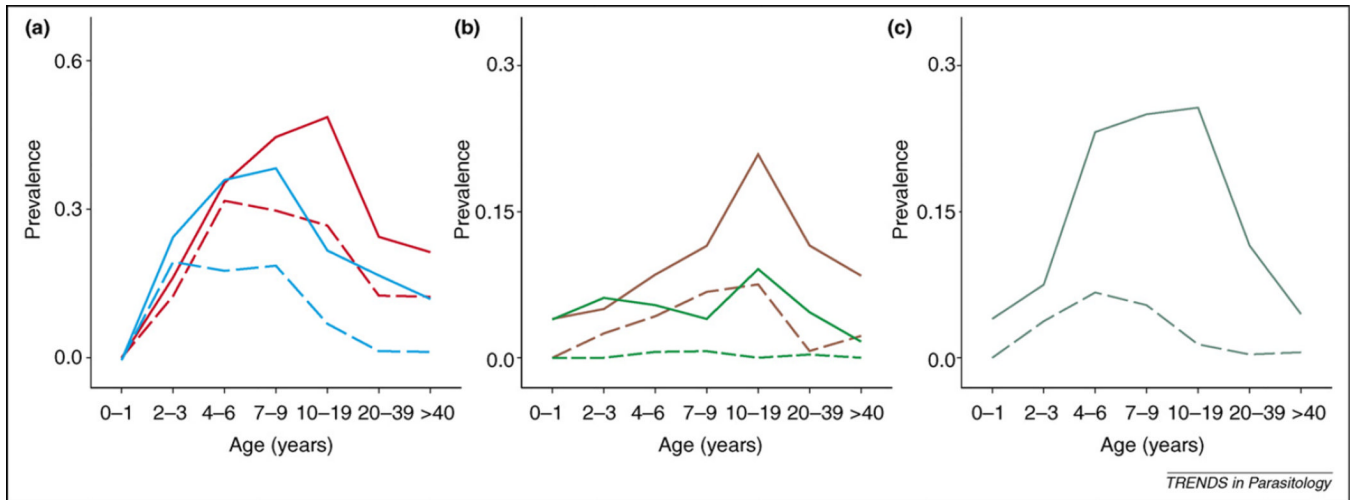 (a)
0.6
0.3
0.0
Prevalence
0–1 2–3 4–6 7–9 10–19 20–39 >40
Age (years)
(b)
0.3
0.15
0.0
Prevalence
0–1 2–3 4–6 7–9 10–19 20–39 >40
Age (years)
(c)
0.3
0.15
0.0
Prevalence
0–1 2–3 4–6 7–9 10–19 20–39 >40
Age (years)
TRENDS in Parasitology